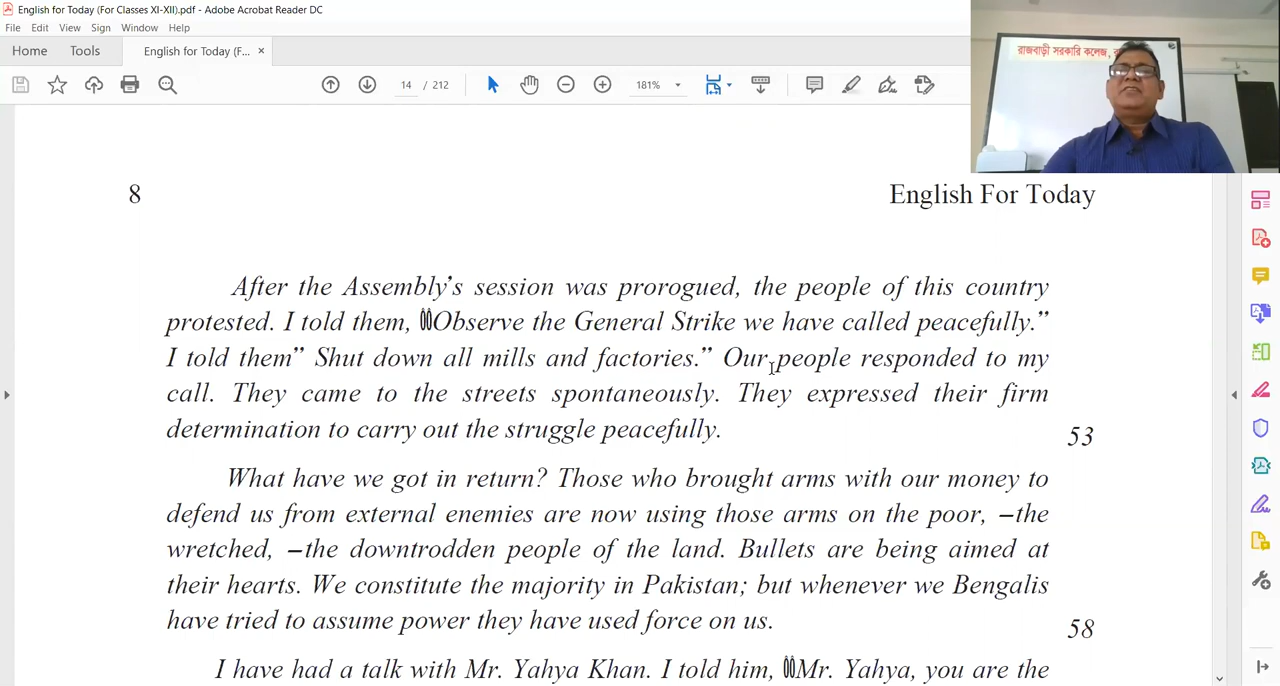 English for Today (For Classes XI-XII).pdf - Adobe Acrobat Reader DC
File Edit View Sign Window Help
Home Tools English for Today (F... ×
14 / 212 181%
রাজবাড়ী সরকারি কলেজ,
8 English For Today
After the Assembly's session was prorogued, the people of this country
protested. I told them, Observe the General Strike we have called peacefully.”
I told them” Shut down all mills and factories.” Our people responded to my
call. They came to the streets spontaneously. They expressed their firm
determination to carry out the struggle peacefully. 53
What have we got in return? Those who brought arms with our money to
defend us from external enemies are now using those arms on the poor, –the
wretched, –the downtrodden people of the land. Bullets are being aimed at
their hearts. We constitute the majority in Pakistan; but whenever we Bengalis
have tried to assume power they have used force on us. 58
I have had a talk with Mr. Yahya Khan. I told him, Mr. Yahya, you are the